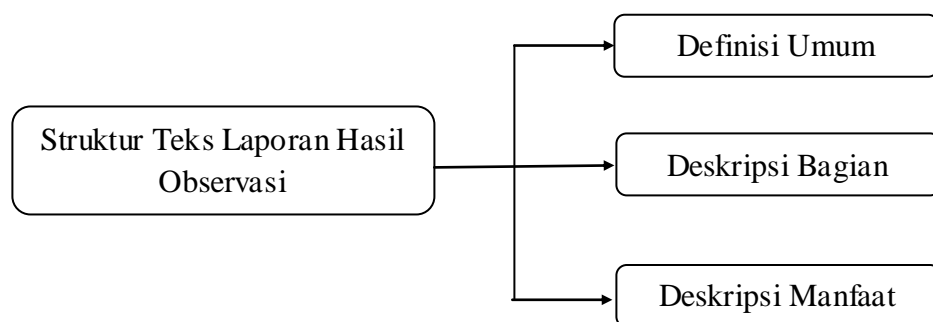 Definisi Umum
Struktur Teks Laporan Hasil
Observasi
Deskripsi Bagian
Deskripsi Manfaat